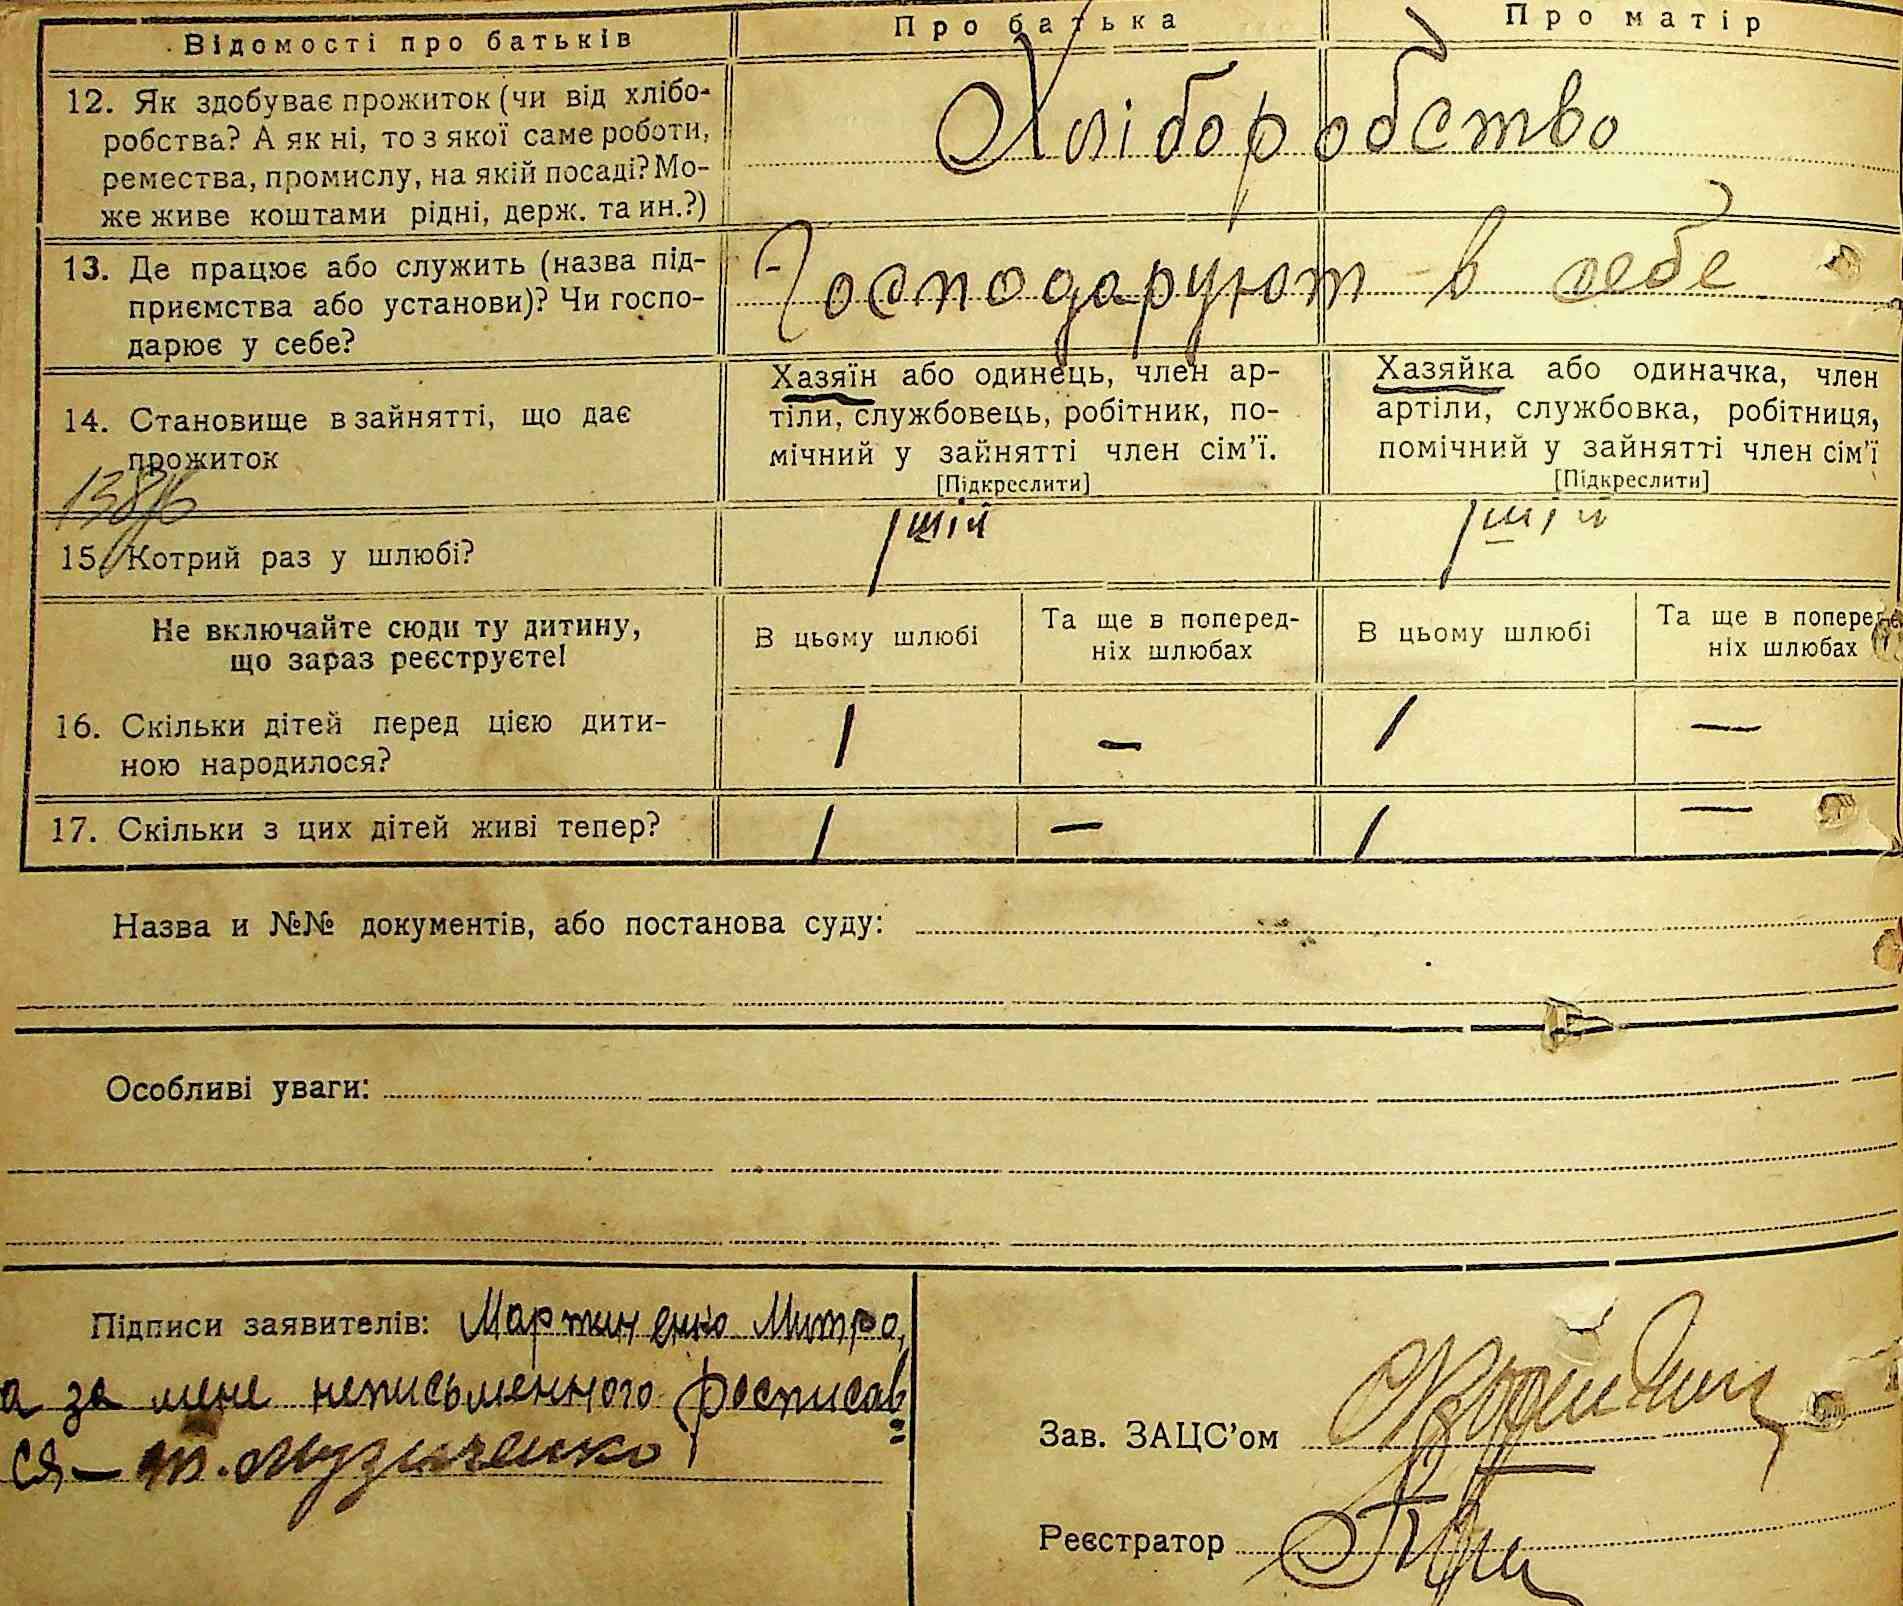 Відомості про батьків
Про батька
Про матір
12. Як здобуває прожиток (чи від хлібо-
робства? А як ні, то з якої саме роботи,
ремества, промислу, на якій посаді? Мо-
же живе коштами рідні, держ. та ин.?)
Хліборобство
13. Де працює або служить (назва під-
приємства або установи)? Чи госпо-
дарює у себе?
Господарують в себе
14. Становище в зайнятті, що дає
прожиток
Хазяїн або одинець, член ар-
тіли, службовець, робітник, по-
мічний у зайнятті член сім'ї.
[Підкреслити]
Хазяйка або одиначка, член
артіли, службовка, робітниця,
помічний у зайнятті член сім'ї
[Підкреслити]
15. Котрий раз у шлюбі?
1ший
1ший
Не включайте сюди ту дитину,
що зараз реєструєте!
В цьому шлюбі
Та ще в поперед-
ніх шлюбах
В цьому шлюбі
Та ще в поперед-
ніх шлюбах
16. Скільки дітей перед цією дити-
ною народилося?
1 – 1 –
17. Скільки з цих дітей живі тепер?
1 – 1 –
Назва и №№ документів, або постанова суду:
Особливі уваги:
Підписи заявителів: Мартиненко Митро,
а за мене неписьменного росписав=
ся – т. Музиченко
Зав. ЗАЦС'ом
Реєстратор